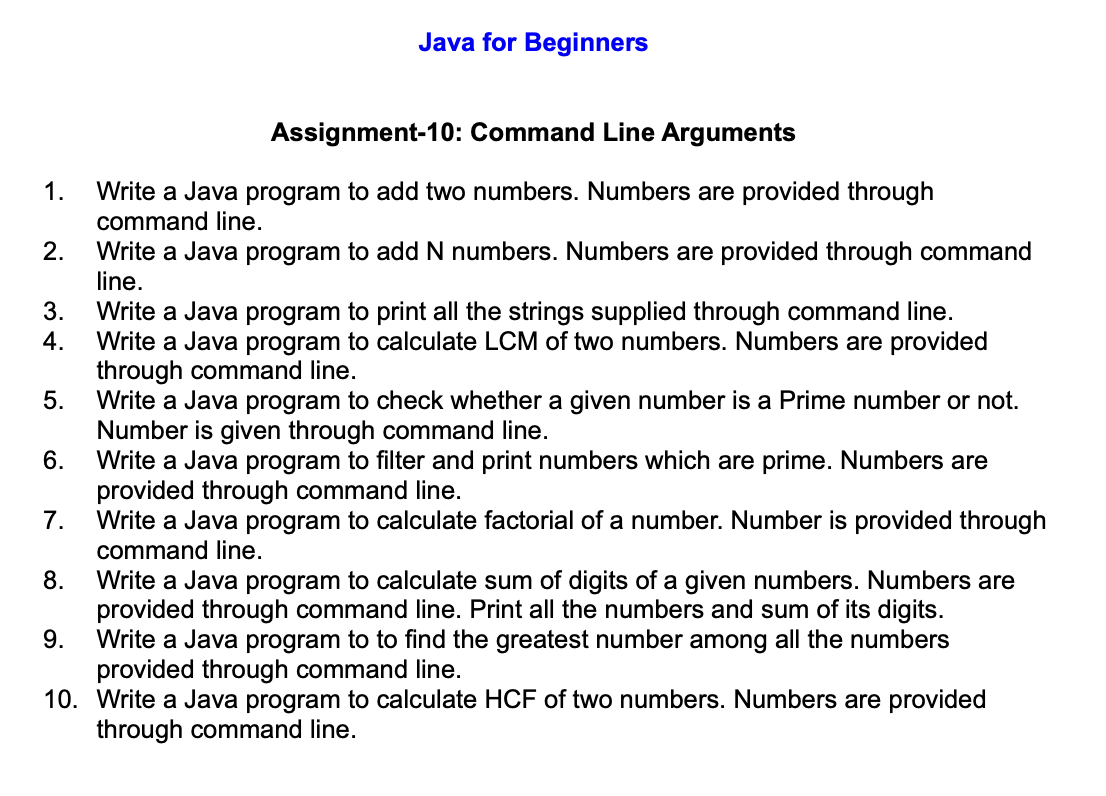 Java for Beginners
Assignment-10: Command Line Arguments
1. Write a Java program to add two numbers. Numbers are provided through
command line.
2. Write a Java program to add N numbers. Numbers are provided through command
line.
3. Write a Java program to print all the strings supplied through command line.
4. Write a Java program to calculate LCM of two numbers. Numbers are provided
through command line.
5. Write a Java program to check whether a given number is a Prime number or not.
Number is given through command line.
6. Write a Java program to filter and print numbers which are prime. Numbers are
provided through command line.
7. Write a Java program to calculate factorial of a number. Number is provided through
command line.
8. Write a Java program to calculate sum of digits of a given numbers. Numbers are
provided through command line. Print all the numbers and sum of its digits.
9. Write a Java program to to find the greatest number among all the numbers
provided through command line.
10. Write a Java program to calculate HCF of two numbers. Numbers are provided
through command line.